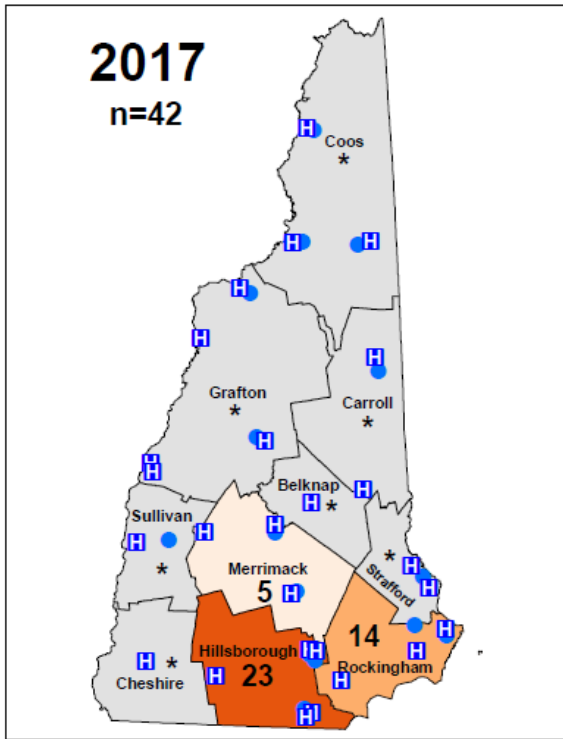 2017
n=42
H
Coos
*
H
H
H
H
H
Grafton
*
Carroll
*
H
H
H
Belknap
H
H
*
Sullivan
H
H
H
*
*
H
Strafford
H
Merrimack
5
H
14
H
H
Hillsborough
H
H
H
Rockingham
23
H
H
*
Cheshire
H
H
H